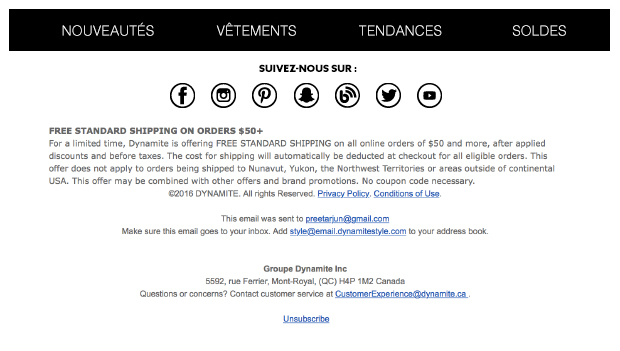 NOUVEAUTÉS VÊTEMENTS TENDANCES SOLDES
SUIVEZ-NOUS SUR :
FREE STANDARD SHIPPING ON ORDERS $50+
For a limited time, Dynamite is offering FREE STANDARD SHIPPING on all online orders of $50 and more, after applied
discounts and before taxes. The cost for shipping will automatically be deducted at checkout for all eligible orders. This
offer does not apply to orders being shipped to Nunavut, Yukon, the Northwest Territories or areas outside of continental
USA. This offer may be combined with other offers and brand promotions. No coupon code necessary.
©2016 DYNAMITE. All rights Reserved. Privacy Policy. Conditions of Use.
This email was sent to preetarjun@gmail.com
Make sure this email goes to your inbox. Add style@email.dynamitestyle.com to your address book.
Groupe Dynamite Inc
5592, rue Ferrier, Mont-Royal, (QC) H4P 1M2 Canada
Questions or concerns? Contact customer service at CustomerExperience@dynamite.ca .
Unsubscribe